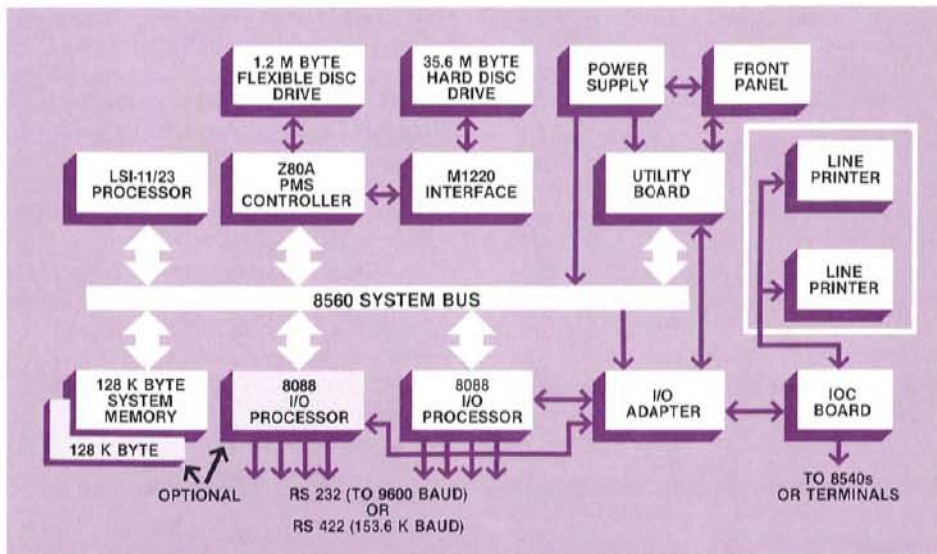 1.2 M BYTE
FLEXIBLE DISC
DRIVE
35.6 M BYTE
HARD DISC
DRIVE
POWER
SUPPLY
FRONT
PANEL
LSI-11/23
PROCESSOR
Z80A
PMS
CONTROLLER
M1220
INTERFACE
UTILITY
BOARD
LINE
PRINTER
LINE
PRINTER
8560 SYSTEM BUS
128 K BYTE
SYSTEM
MEMORY
128 K BYTE
8088
I/O
PROCESSOR
8088
I/O
PROCESSOR
I/O
ADAPTER
IOC
BOARD
OPTIONAL
RS 232 (TO 9600 BAUD)
OR
RS 422 (153.6 K BAUD)
TO 8540s
OR TERMINALS